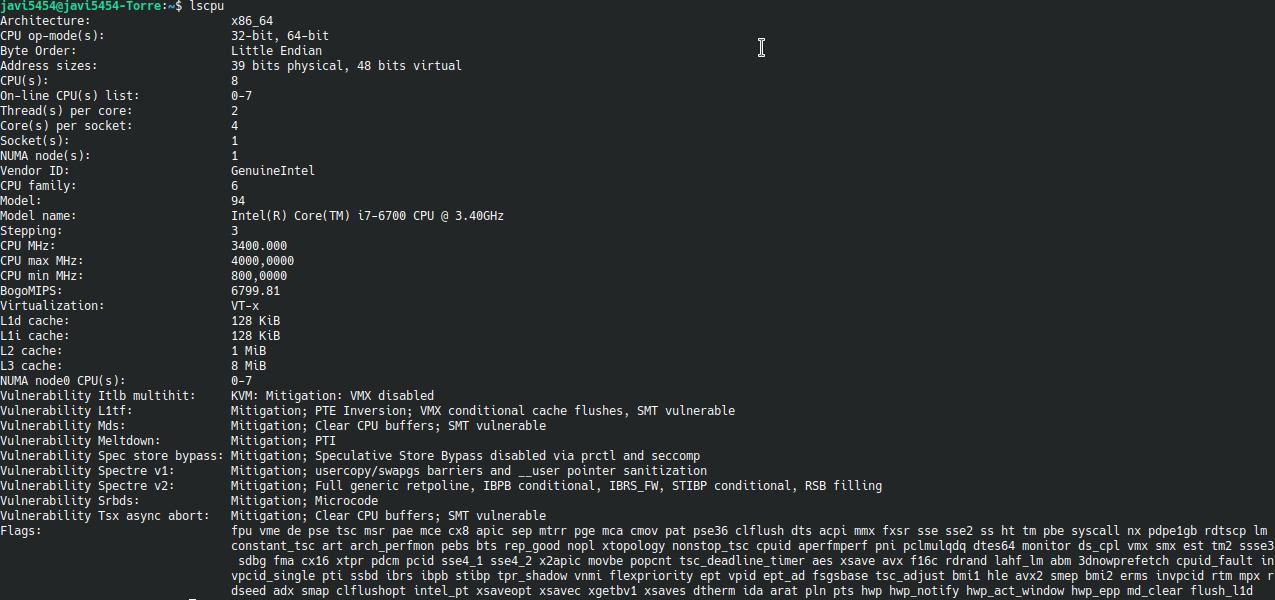 javi5454@javi5454-Torre:~$ lscpu
Architecture:                    x86_64
CPU op-mode(s):                  32-bit, 64-bit
Byte Order:                      Little Endian
Address sizes:                   39 bits physical, 48 bits virtual
CPU(s):                          8
On-line CPU(s) list:             0-7
Thread(s) per core:              2
Core(s) per socket:              4
Socket(s):                       1
NUMA node(s):                    1
Vendor ID:                       GenuineIntel
CPU family:                      6
Model:                           94
Model name:                      Intel(R) Core(TM) i7-6700 CPU @ 3.40GHz
Stepping:                        3
CPU MHz:                         3400.000
CPU max MHz:                     4000,0000
CPU min MHz:                     800,0000
BogoMIPS:                        6799.81
Virtualization:                  VT-x
L1d cache:                       128 KiB
L1i cache:                       128 KiB
L2 cache:                        1 MiB
L3 cache:                        8 MiB
NUMA node0 CPU(s):               0-7
Vulnerability Itlb multihit:     KVM: Mitigation: VMX disabled
Vulnerability L1tf:              Mitigation; PTE Inversion; VMX conditional cache flushes, SMT vulnerable
Vulnerability Mds:               Mitigation; Clear CPU buffers; SMT vulnerable
Vulnerability Meltdown:          Mitigation; PTI
Vulnerability Spec store bypass: Mitigation; Speculative Store Bypass disabled via prctl and seccomp
Vulnerability Spectre v1:        Mitigation; usercopy/swapgs barriers and __user pointer sanitization
Vulnerability Spectre v2:        Mitigation; Full generic retpoline, IBPB conditional, IBRS_FW, STIBP conditional, RSB filling
Vulnerability Srbds:             Mitigation; Microcode
Vulnerability Tsx async abort:   Mitigation; Clear CPU buffers; SMT vulnerable
Flags:                           fpu vme de pse tsc msr pae mce cx8 apic sep mtrr pge mca cmov pat pse36 clflush dts acpi mmx fxsr sse sse2 ss ht tm pbe syscall nx pdpe1gb rdtscp lm
constant_tsc art arch_perfmon pebs bts rep_good nopl xtopology nonstop_tsc cpuid aperfmperf pni pclmulqdq dtes64 monitor ds_cpl vmx smx est tm2 ssse3
sdbg fma cx16 xtpr pdcm pcid sse4_1 sse4_2 x2apic movbe popcnt tsc_deadline_timer aes xsave avx f16c rdrand lahf_lm abm 3dnowprefetch cpuid_fault in
vpcid_single pti ssbd ibrs ibpb stibp tpr_shadow vnmi flexpriority ept vpid ept_ad fsgsbase tsc_adjust bmi1 hle avx2 smep bmi2 erms invpcid rtm mpx r
dseed adx smap clflushopt intel_pt xsaveopt xsavec xgetbv1 xsaves dtherm ida arat pln pts hwp hwp_notify hwp_act_window hwp_epp md_clear flush_l1d